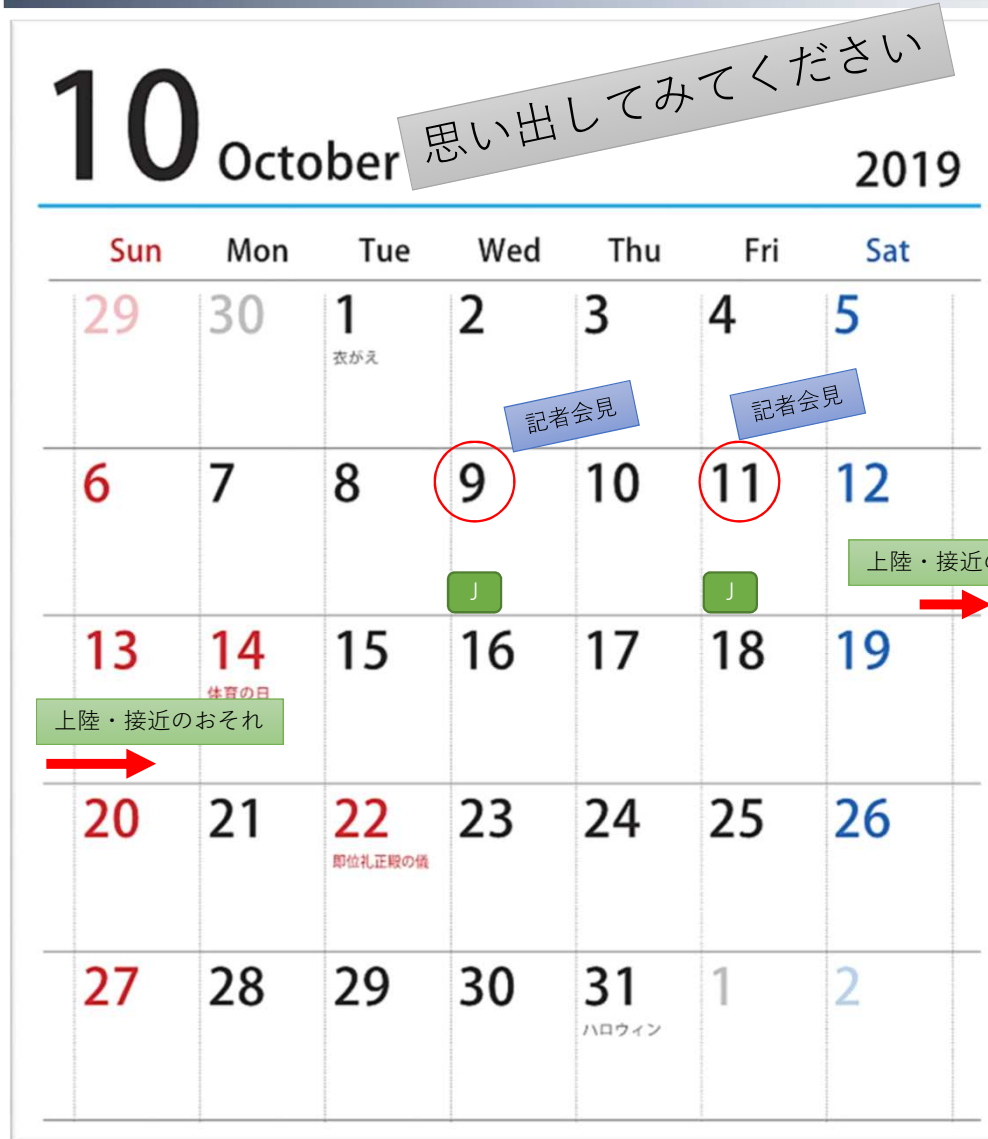 思い出してみてください
10 October 2019
Sun Mon Tue Wed Thu Fri Sat
29 30 1 2 3 4 5
衣がえ
記者会見 記者会見
6 7 8 9 10 11 12
上陸・接近の
J J
13 14 15 16 17 18 19
体育の日
上陸・接近のおそれ
20 21 22 23 24 25 26
即位礼正殿の儀
27 28 29 30 31 1 2
ハロウィン